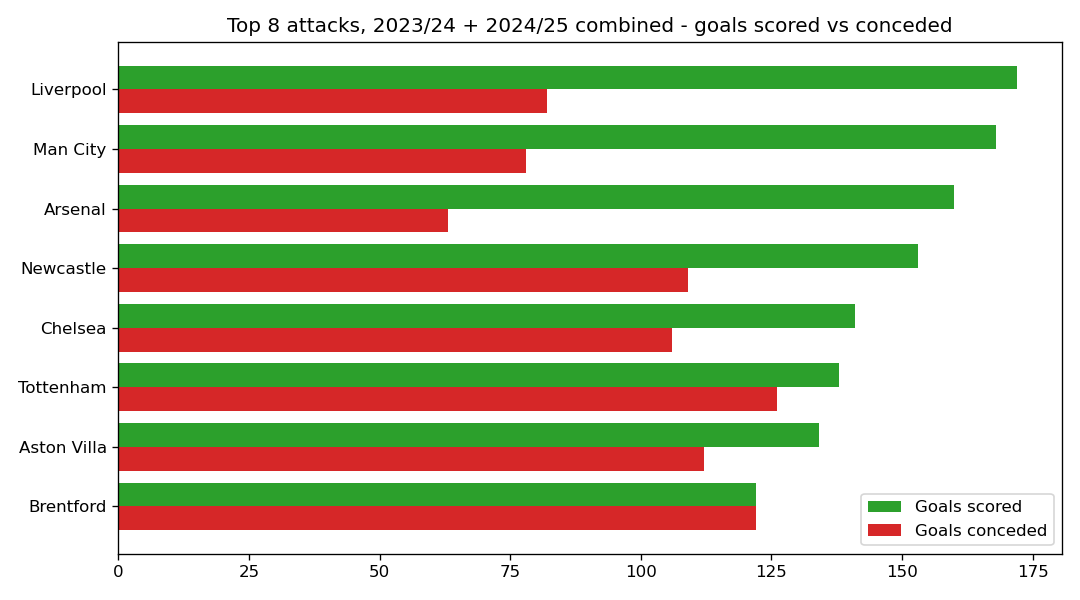 Top 8 attacks, 2023/24 + 2024/25 combined - goals scored vs conceded
Liverpool
Man City
Arsenal
Newcastle
Chelsea
Tottenham
Aston Villa
Brentford
Goals scored
Goals conceded
0 25 50 75 100 125 150 175